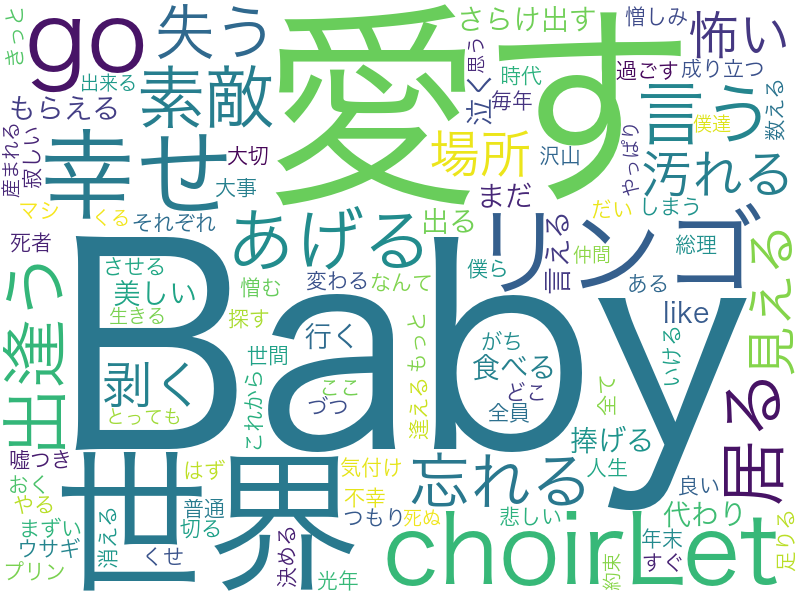 きっと
go
失う
愛す
さらけ出す
憎しみ
怖い
出来る
素敵
泣く
思う
時代
過ごす
成り立つ
もらえる
毎年
言う
僕達
数える
産まれる
寂しい
幸せ
大切
場所
沢山
やっぱり
汚れる
大事
まだ
マシ
くる
それぞれ
あげる
出る
リンゴ
言える
だい
しまう
仲間
総理
死者
Baby
させる
美しい
憎む
変わる
なんて
僕ら
ある
見える
出逢う
生きる
探す
行く
もっと
がち
like
剥く
世間
食べる
いける
とっても
これから
ここ
づつ
逢える
どこ
全員
全て
居る
嘘つき
世界
はず
気付け
忘れる
捧げる
人生
良い
おく
やる
普通
不幸
まずい
消える
切る
つもり
死ぬ
悲しい
choirLet
代わり
足りる
ウサギ
くせ
決める
年末
すぐ
プリン
光年
約束